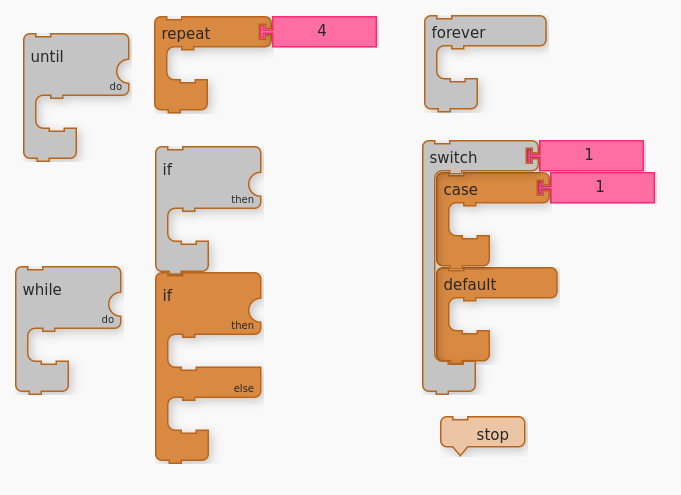 until
do
repeat 4
forever
if
then
switch 1
case 1
default
while
do
if
then
else
stop